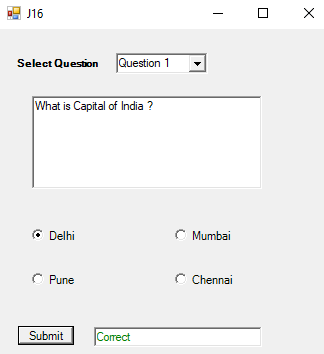 J16
Select Question Question 1
What is Capital of India ?
Delhi Mumbai
Pune Chennai
Submit Correct